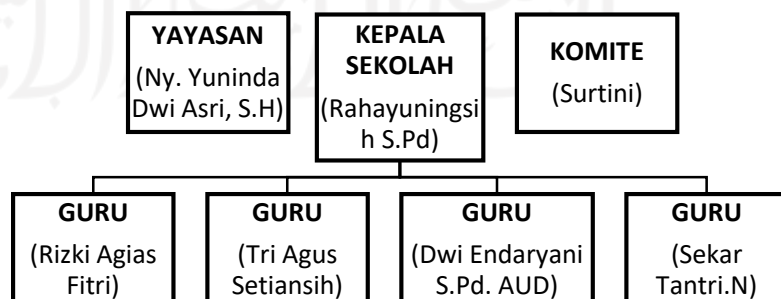 YAYASAN
(Ny. Yuninda
Dwi Asri, S.H)
KEPALA
SEKOLAH
(Rahayuningsi
h S.Pd)
KOMITE
(Surtini)
GURU
(Rizki Agias
Fitri)
GURU
(Tri Agus
Setiansih)
GURU
(Dwi Endaryani
S.Pd. AUD)
GURU
(Sekar
Tantri.N)